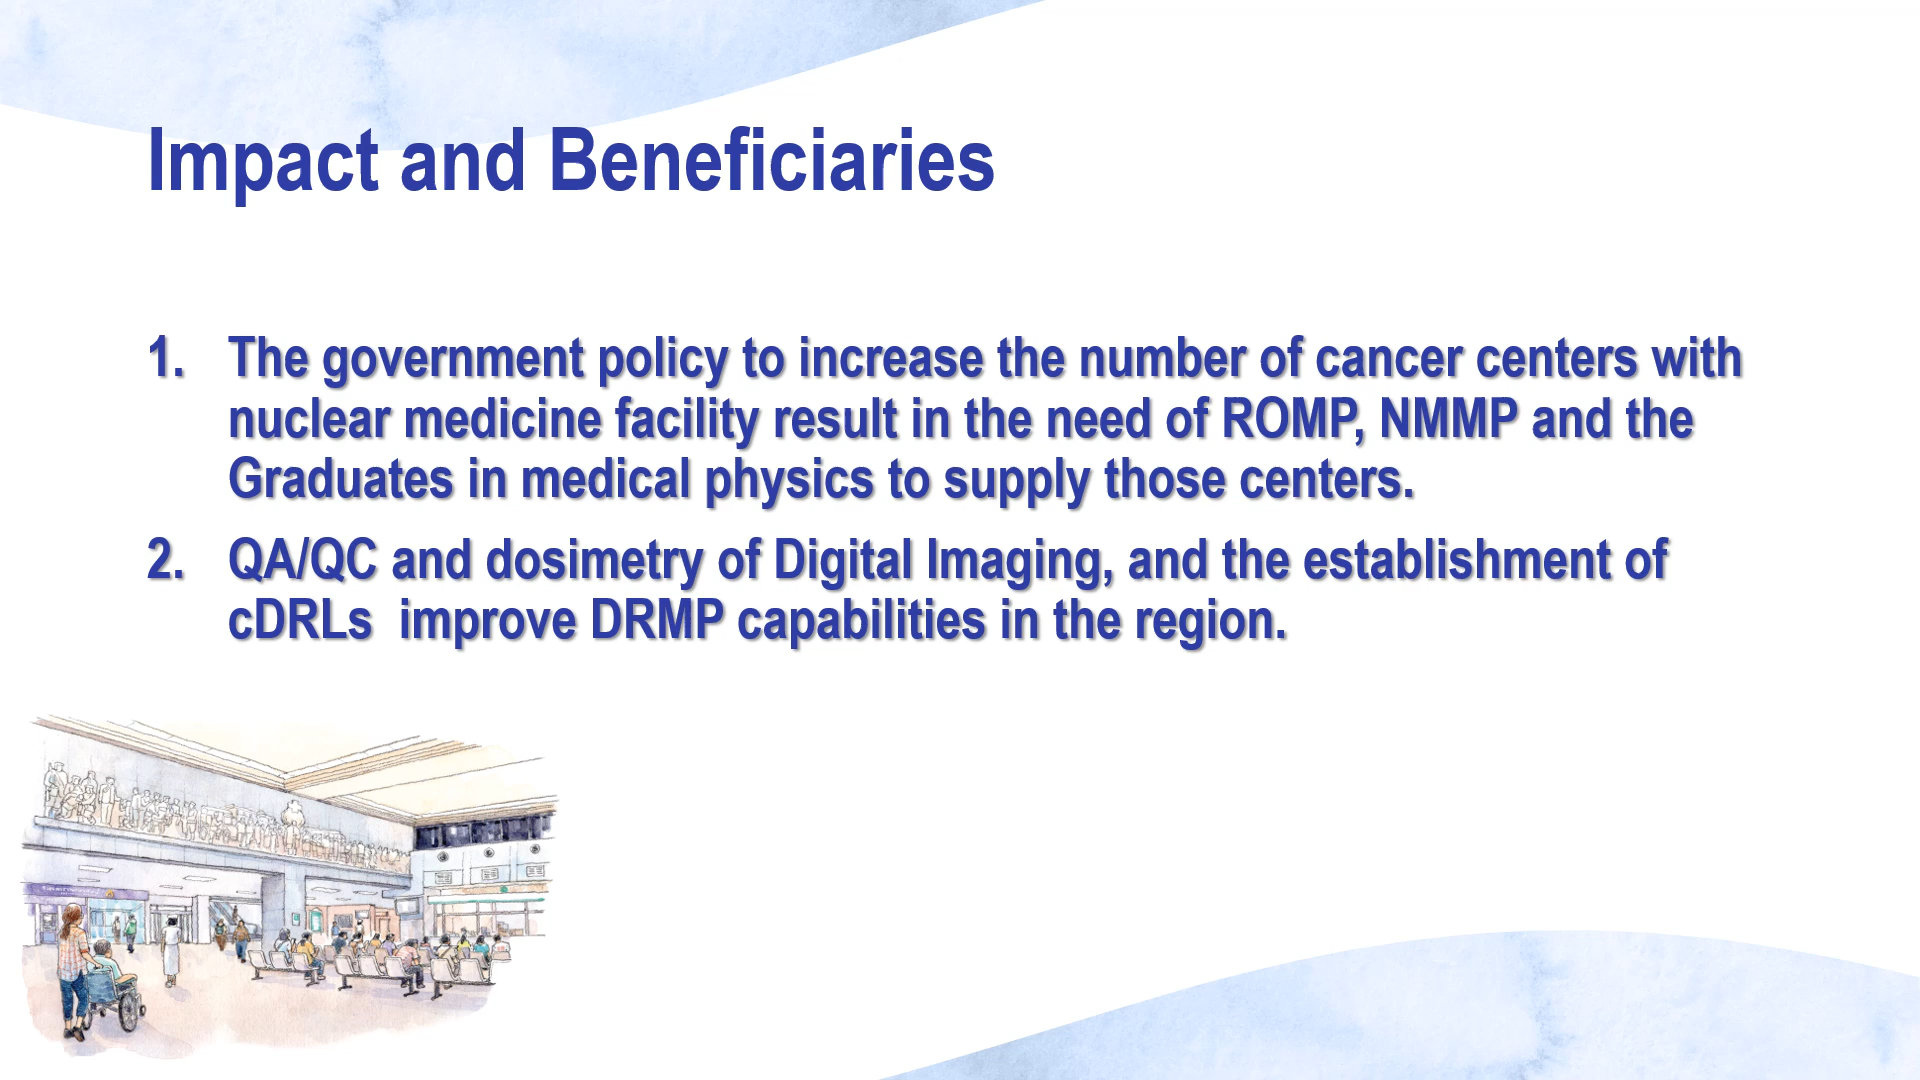 Impact and Beneficiaries
1. The government policy to increase the number of cancer centers with
nuclear medicine facility result in the need of ROMP, NMMP and the
Graduates in medical physics to supply those centers.
2. QA/QC and dosimetry of Digital Imaging, and the establishment of
cDRLs  improve DRMP capabilities in the region.